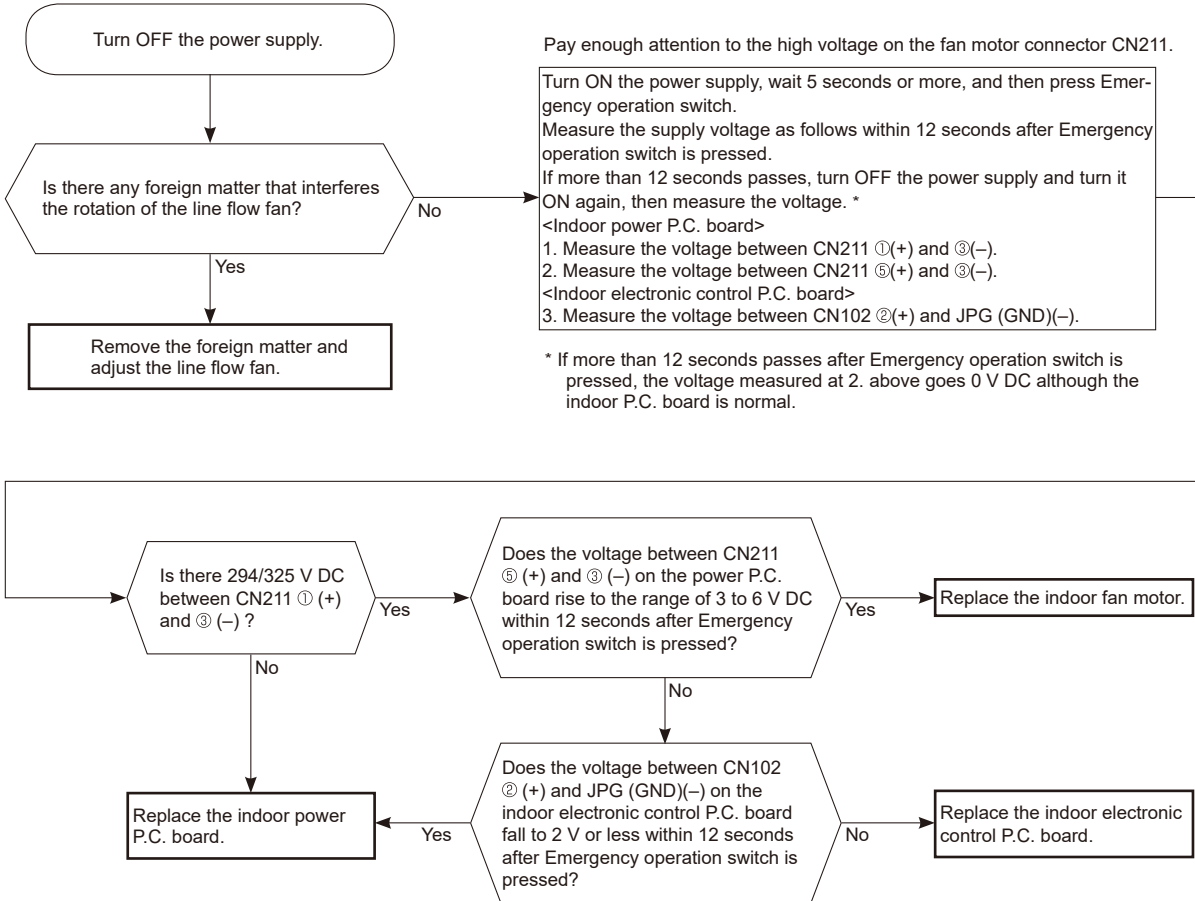 Turn OFF the power supply.
Is there any foreign matter that interferes
the rotation of the line flow fan?
No
Yes
Remove the foreign matter and
adjust the line flow fan.
Pay enough attention to the high voltage on the fan motor connector CN211.
Turn ON the power supply, wait 5 seconds or more, and then press Emer-
gency operation switch.
Measure the supply voltage as follows within 12 seconds after Emergency
operation switch is pressed.
If more than 12 seconds passes, turn OFF the power supply and turn it
ON again, then measure the voltage. *
<Indoor power P.C. board>
1. Measure the voltage between CN211 ①(+) and ③(–).
2. Measure the voltage between CN211 ⑤(+) and ③(–).
<Indoor electronic control P.C. board>
3. Measure the voltage between CN102 ②(+) and JPG (GND)(–).
* If more than 12 seconds passes after Emergency operation switch is
pressed, the voltage measured at 2. above goes 0 V DC although the
indoor P.C. board is normal.
Is there 294/325 V DC
between CN211 ① (+)
and ③ (–) ?
Yes
No
Does the voltage between CN211
⑤ (+) and ③ (–) on the power P.C.
board rise to the range of 3 to 6 V DC
within 12 seconds after Emergency
operation switch is pressed?
Yes
Replace the indoor fan motor.
No
Does the voltage between CN102
② (+) and JPG (GND)(–) on the
indoor electronic control P.C. board
fall to 2 V or less within 12 seconds
after Emergency operation switch is
pressed?
Yes
Replace the indoor power
P.C. board.
No
Replace the indoor electronic
control P.C. board.